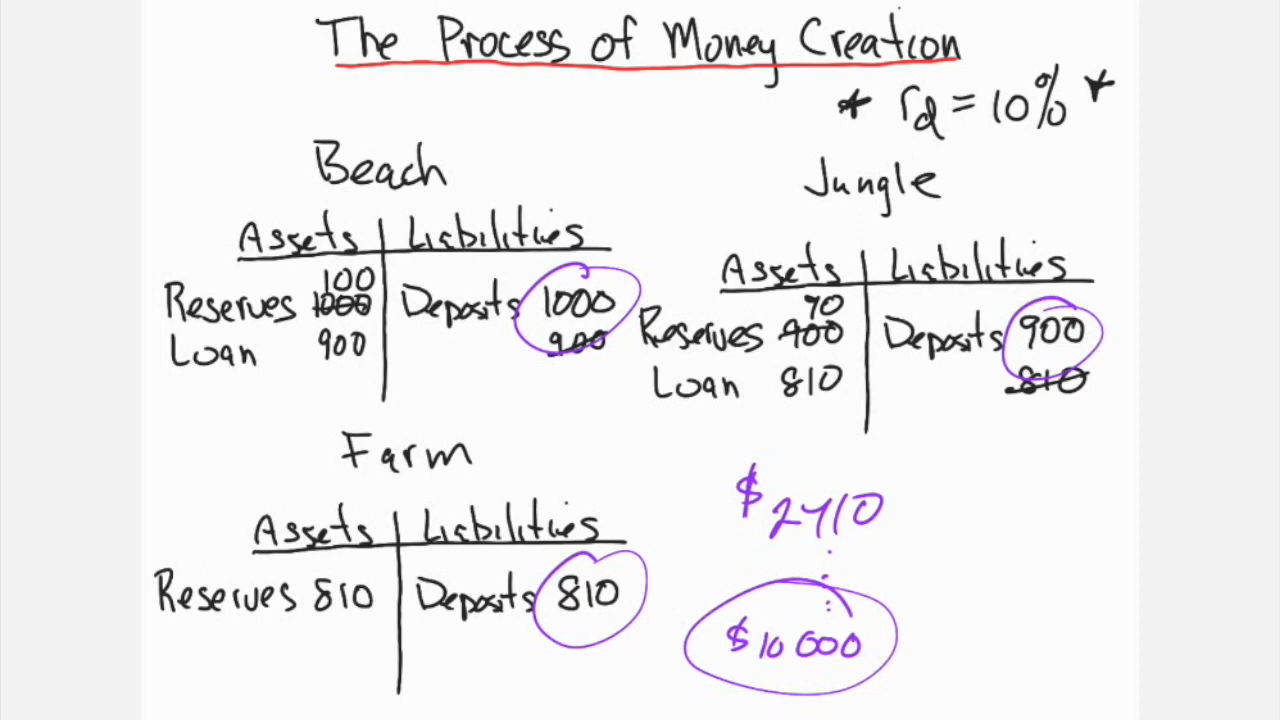 The Process of Money Creation
* rd = 10% *
Beach
Assets Liabilities
100
Reserves 1000 Deposits 1000
900
Loan 900
Jungle
Assets Liabilities
90
Reserves 900 Deposits 900
Loan 810 810
Farm
Assets Liabilities
Reserves 810 Deposits 810
$2710
$10 000